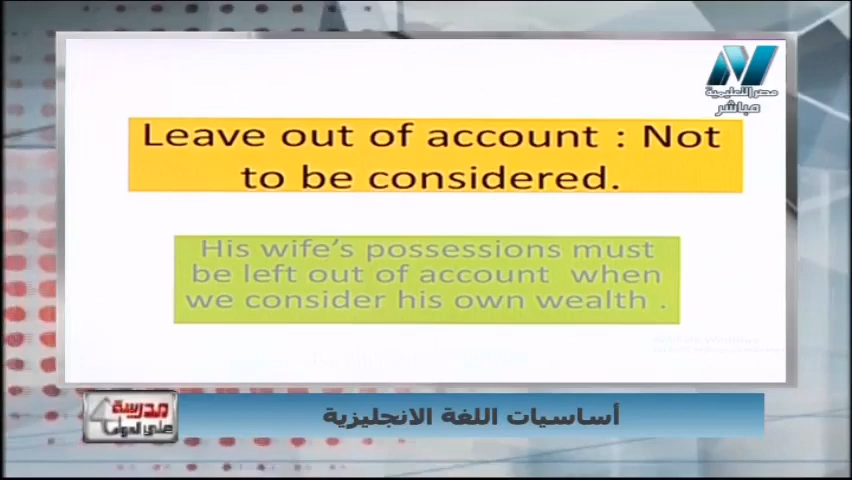 مصر التعليمية
مباشر
Leave out of account : Not
to be considered.
His wife's possessions must
be left out of account when
we consider his own wealth .
مدرسة
على الهواء
أساسيات اللغة الانجليزية